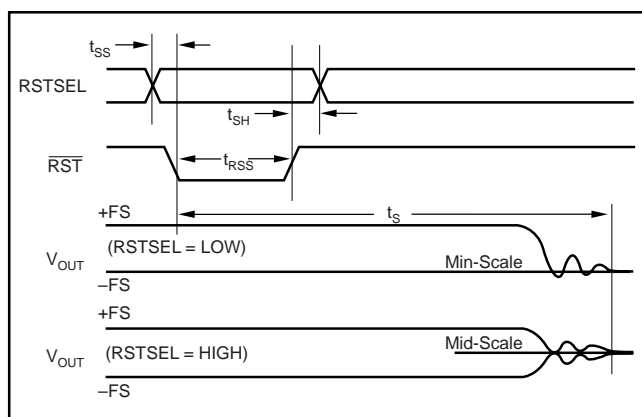 tSS
RSTSEL
tSH
RST
tRSS
+FS
tS
VOUT
(RSTSEL = LOW)
Min-Scale
–FS
+FS
VOUT
(RSTSEL = HIGH)
Mid-Scale
–FS